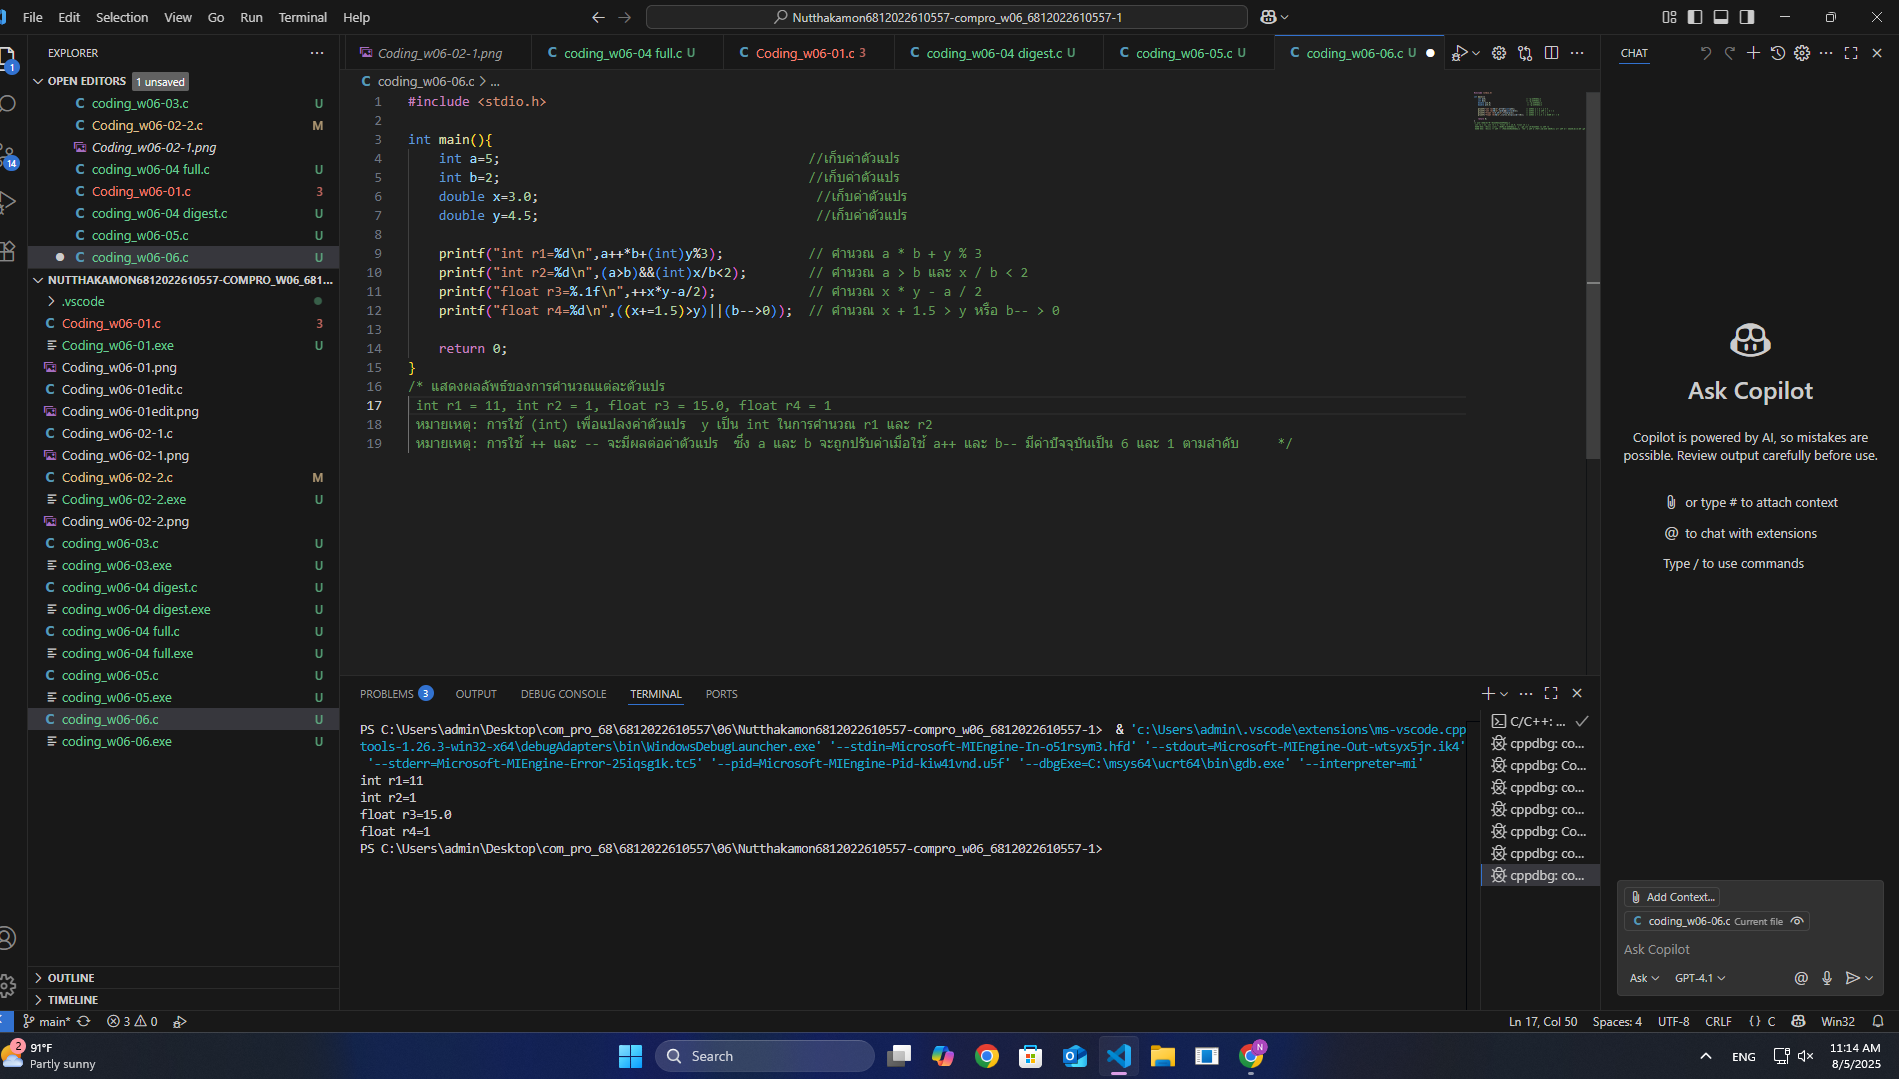 File Edit Selection View Go Run Terminal Help
Nutthakamon6812022610557-compro_w06_6812022610557-1
EXPLORER
OPEN EDITORS 1 unsaved
coding_w06-03.c U
Coding_w06-02-2.c M
Coding_w06-02-1.png
coding_w06-04 full.c U
Coding_w06-01.c 3
coding_w06-04 digest.c U
coding_w06-05.c U
coding_w06-06.c U
NUTTHAKAMON6812022610557-COMPRO_W06_681...
.vscode
Coding_w06-01.c 3
Coding_w06-01.exe U
Coding_w06-01.png
Coding_w06-01edit.c
Coding_w06-01edit.png
Coding_w06-02-1.c
Coding_w06-02-1.png
Coding_w06-02-2.c M
Coding_w06-02-2.exe U
Coding_w06-02-2.png
coding_w06-03.c U
coding_w06-03.exe U
coding_w06-04 digest.c U
coding_w06-04 digest.exe U
coding_w06-04 full.c U
coding_w06-04 full.exe U
coding_w06-05.c U
coding_w06-05.exe U
coding_w06-06.c U
coding_w06-06.exe U
OUTLINE
TIMELINE
1
14
Coding_w06-02-1.png C coding_w06-04 full.c U C Coding_w06-01.c 3 C coding_w06-04 digest.c U C coding_w06-05.c U C coding_w06-06.c U
C coding_w06-06.c > ...
1 #include <stdio.h>
2
3 int main(){
4 int a=5; //เก็บค่าตัวแปร
5 int b=2; //เก็บค่าตัวแปร
6 double x=3.0; //เก็บค่าตัวแปร
7 double y=4.5; //เก็บค่าตัวแปร
8
9 printf("int r1=%d\n",a++*b+(int)y%3); // คำนวณ a * b + y % 3
10 printf("int r2=%d\n",(a>b)&&(int)x/b<2); // คำนวณ a > b และ x / b < 2
11 printf("float r3=%.1f\n",++x*y-a/2); // คำนวณ x * y - a / 2
12 printf("float r4=%d\n",((x+=1.5)>y)||(b-->0)); // คำนวณ x + 1.5 > y หรือ b-- > 0
13
14 return 0;
15 }
16 /* แสดงผลลัพธ์ของการคำนวณแต่ละตัวแปร
17 int r1 = 11, int r2 = 1, float r3 = 15.0, float r4 = 1
18 หมายเหตุ: การใช้ (int) เพื่อแปลงค่าตัวแปร y เป็น int ในการคำนวณ r1 และ r2
19 หมายเหตุ: การใช้ ++ และ -- จะมีผลต่อค่าตัวแปร ซึ่ง a และ b จะถูกปรับค่าเมื่อใช้ a++ และ b-- มีค่าปัจจุบันเป็น 6 และ 1 ตามลำดับ */
PROBLEMS 3 OUTPUT DEBUG CONSOLE TERMINAL PORTS
PS C:\Users\admin\Desktop\com_pro_68\6812022610557\06\Nutthakamon6812022610557-compro_w06_6812022610557-1> & 'c:\Users\admin\.vscode\extensions\ms-vscode.cpp
tools-1.26.3-win32-x64\debugAdapters\bin\WindowsDebugLauncher.exe' '--stdin=Microsoft-MIEngine-In-o51rsym3.hfd' '--stdout=Microsoft-MIEngine-Out-wtsyx5jr.ik4'
'--stderr=Microsoft-MIEngine-Error-25iqsg1k.tc5' '--pid=Microsoft-MIEngine-Pid-kiw41vnd.u5f' '--dbgExe=C:\msys64\ucrt64\bin\gdb.exe' '--interpreter=mi'
int r1=11
int r2=1
float r3=15.0
float r4=1
PS C:\Users\admin\Desktop\com_pro_68\6812022610557\06\Nutthakamon6812022610557-compro_w06_6812022610557-1>
C/C++: ...
cppdbg: co...
cppdbg: Co...
cppdbg: co...
cppdbg: co...
cppdbg: Co...
cppdbg: co...
cppdbg: co...
CHAT
Ask Copilot
Copilot is powered by AI, so mistakes are
possible. Review output carefully before use.
or type # to attach context
@ to chat with extensions
Type / to use commands
Add Context...
C coding_w06-06.c Current file
Ask Copilot
Ask GPT-4.1
main* 3 0
Ln 17, Col 50 Spaces: 4 UTF-8 CRLF {} C Win32
2
91°F
Partly sunny
Search
N
ENG
11:14 AM
8/5/2025